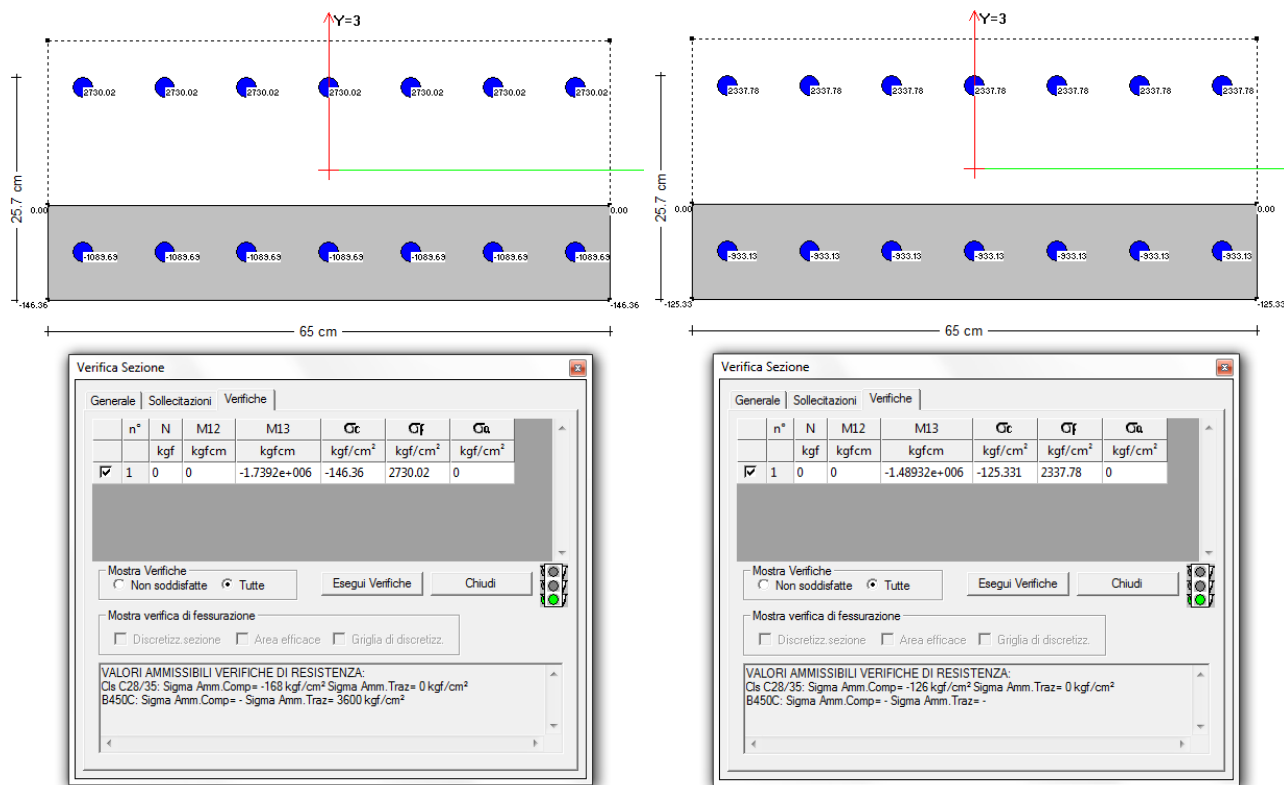 Y=3
2730.02 2730.02 2730.02 2730.02 2730.02 2730.02 2730.02
25.7 cm
0.00 0.00
-1089.69 -1089.69 -1089.69 -1089.69 -1089.69 -1089.69 -1089.69
-146.36 -146.36
65 cm
Verifica Sezione
Generale Sollecitazioni Verifiche
n° N M12 M13 σc σf σa
kgf kgfcm kgfcm kgf/cm² kgf/cm² kgf/cm²
1 0 0 -1.7392e+006 -146.36 2730.02 0
Mostra Verifiche
Non soddisfatte Tutte Esegui Verifiche Chiudi
Mostra verifica di fessurazione
Discretizz.sezione Area efficace Griglia di discretizz.
VALORI AMMISSIBILI VERIFICHE DI RESISTENZA:
Cls C28/35: Sigma Amm.Comp= -168 kgf/cm² Sigma Amm.Traz= 0 kgf/cm²
B450C: Sigma Amm.Comp= - Sigma Amm.Traz= 3600 kgf/cm²
Y=3
2337.78 2337.78 2337.78 2337.78 2337.78 2337.78 2337.78
25.7 cm
0.00 0.00
-933.13 -933.13 -933.13 -933.13 -933.13 -933.13 -933.13
-125.33 -125.33
65 cm
Verifica Sezione
Generale Sollecitazioni Verifiche
n° N M12 M13 σc σf σa
kgf kgfcm kgfcm kgf/cm² kgf/cm² kgf/cm²
1 0 0 -1.48932e+006 -125.331 2337.78 0
Mostra Verifiche
Non soddisfatte Tutte Esegui Verifiche Chiudi
Mostra verifica di fessurazione
Discretizz.sezione Area efficace Griglia di discretizz.
VALORI AMMISSIBILI VERIFICHE DI RESISTENZA:
Cls C28/35: Sigma Amm.Comp= -126 kgf/cm² Sigma Amm.Traz= 0 kgf/cm²
B450C: Sigma Amm.Comp= - Sigma Amm.Traz= -